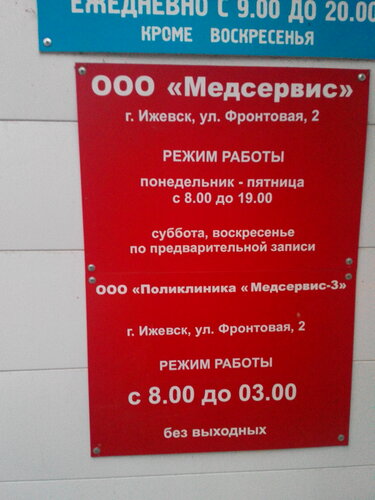 ЕЖЕДНЕВНО С 9.00 ДО 20.00
КРОМЕ ВОСКРЕСЕНЬЯ
ООО «Медсервис»
г. Ижевск, ул. Фронтовая, 2
РЕЖИМ РАБОТЫ
понедельник - пятница
с 8.00 до 19.00
суббота, воскресенье
по предварительной записи
ООО «Поликлиника «Медсервис-3»
г. Ижевск, ул. Фронтовая, 2
РЕЖИМ РАБОТЫ
с 8.00 до 03.00
без выходных